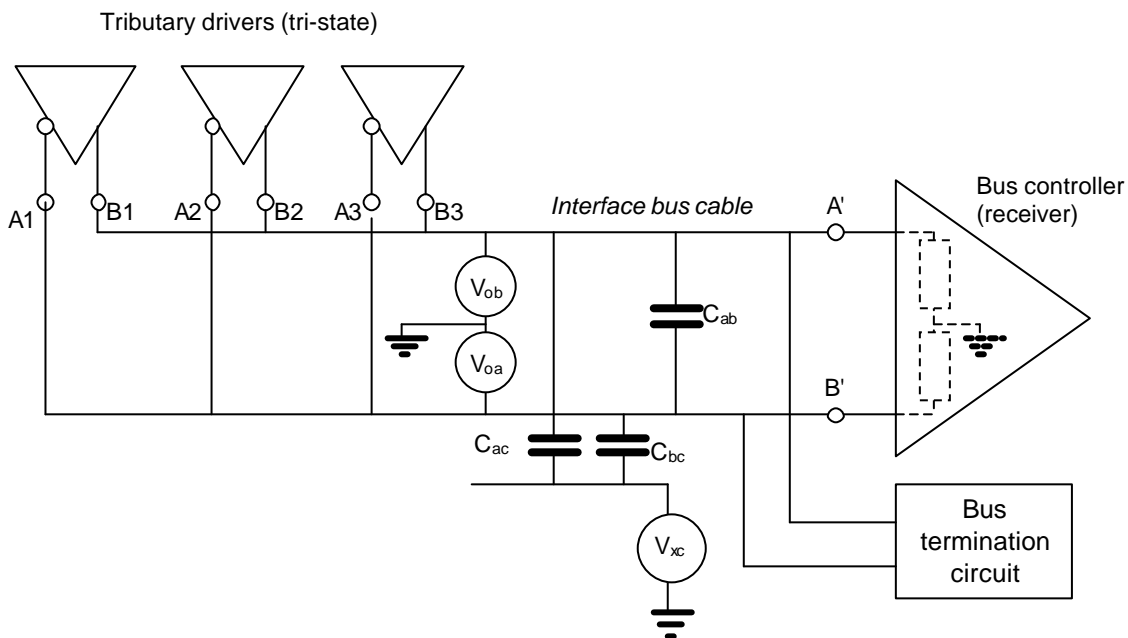 Tributary drivers (tri-state)
A1
B1
A2
B2
A3
B3
Interface bus cable
A'
Bus controller
(receiver)
Vob
Cab
Voa
B'
Cac
Cbc
Vxc
Bus
termination
circuit